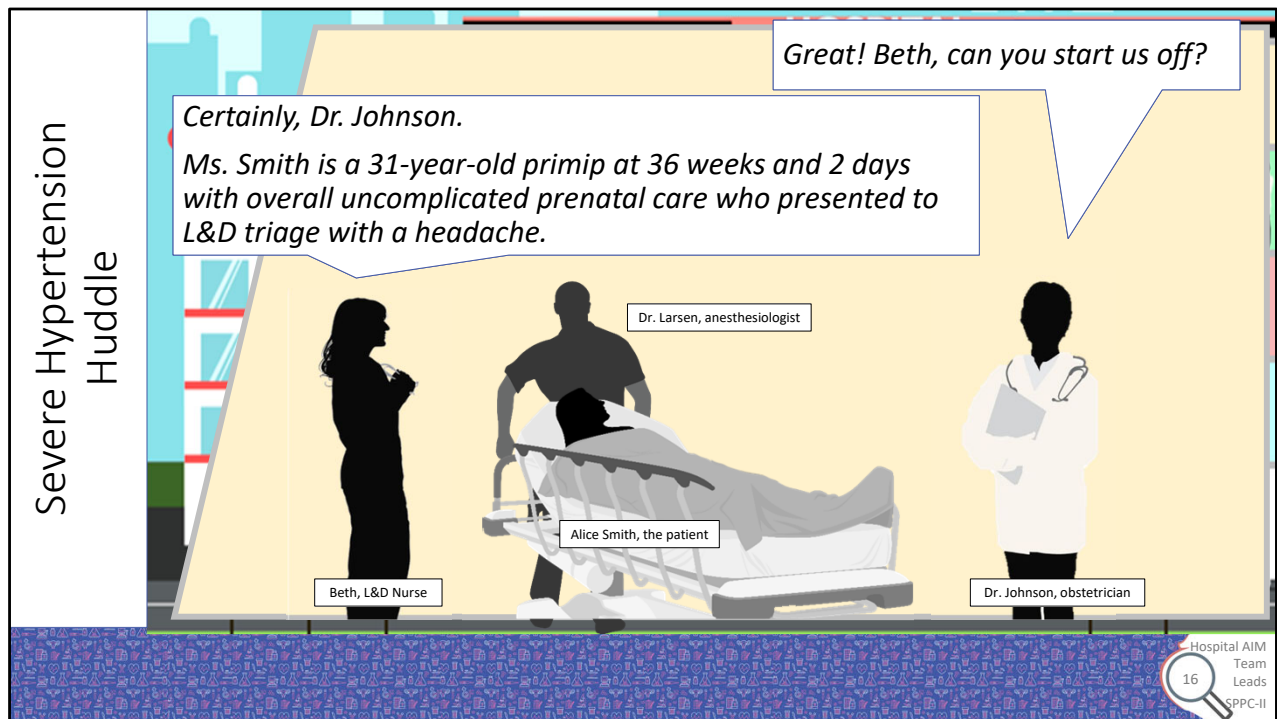 Severe Hypertension
Huddle
Great! Beth, can you start us off?
Certainly, Dr. Johnson.
Ms. Smith is a 31-year-old primip at 36 weeks and 2 days
with overall uncomplicated prenatal care who presented to
L&D triage with a headache.
Dr. Larsen, anesthesiologist
Alice Smith, the patient
Beth, L&D Nurse
Dr. Johnson, obstetrician
Hospital AIM
Team
Leads
SPPC-II
16